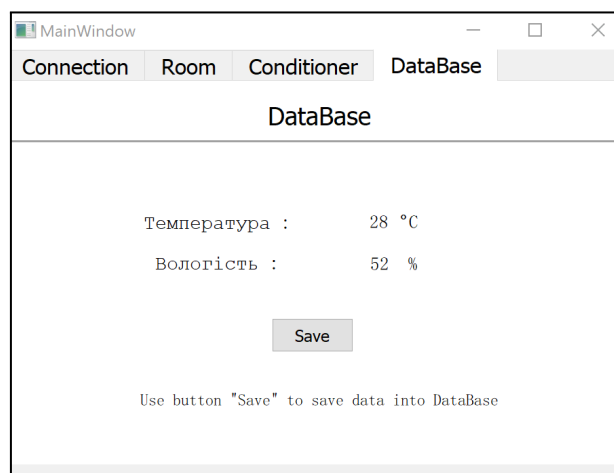 MainWindow
Connection Room Conditioner DataBase
DataBase
Температура : 28 °C
Вологість : 52 %
Save
Use button "Save" to save data into DataBase